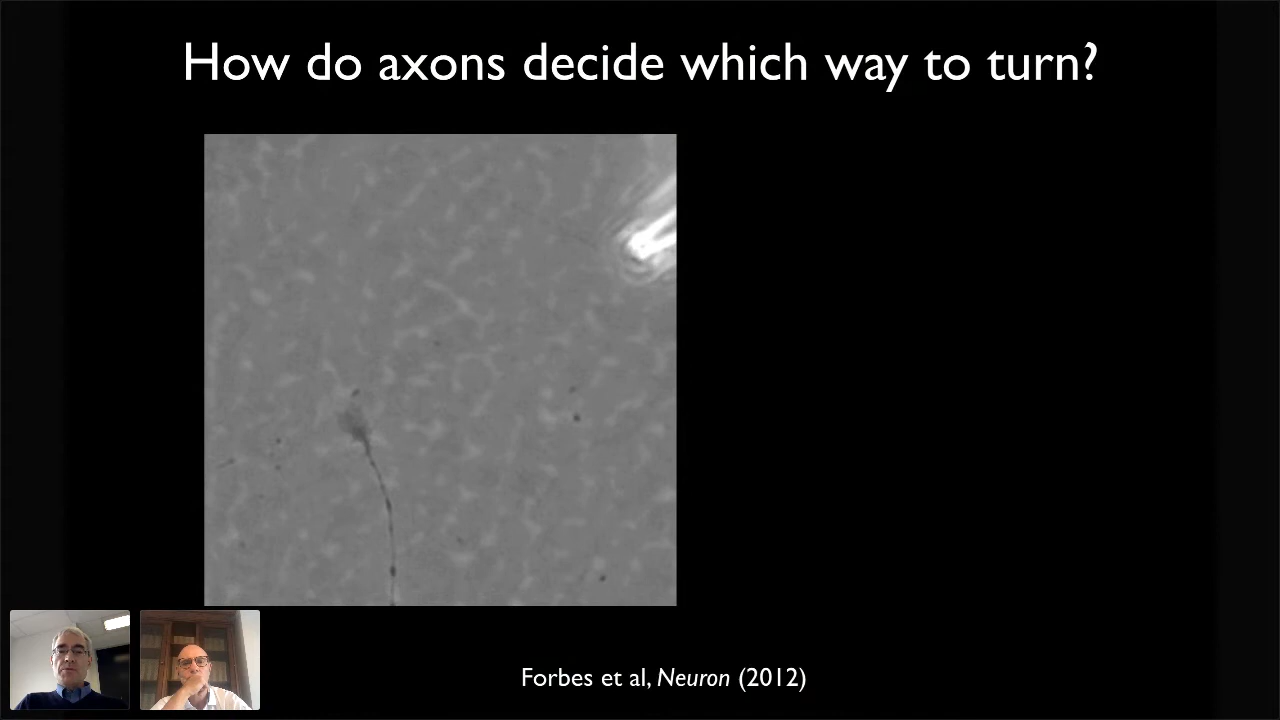 How do axons decide which way to turn?
Forbes et al, Neuron (2012)